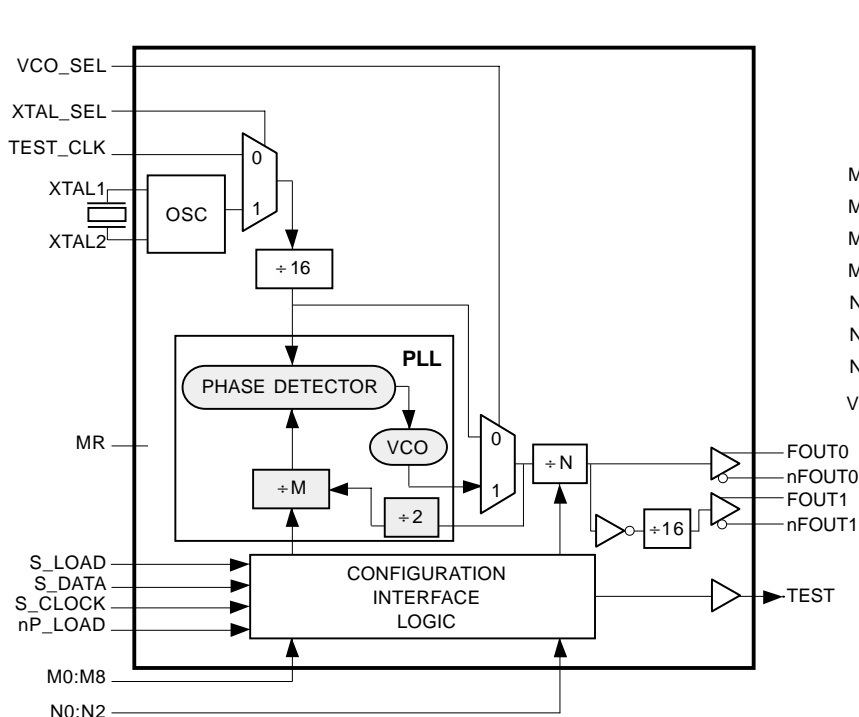 VCO_SEL
XTAL_SEL
TEST_CLK
0
XTAL1
OSC
1
XTAL2
÷ 16
PLL
PHASE DETECTOR
VCO
0
MR
÷M
÷2
1
÷ N
FOUT0
nFOUT0
FOUT1
÷16
nFOUT1
S_LOAD
S_DATA
S_CLOCK
nP_LOAD
CONFIGURATION
INTERFACE
LOGIC
TEST
M0:M8
N0:N2
M
M
M
M
N
N
N
V